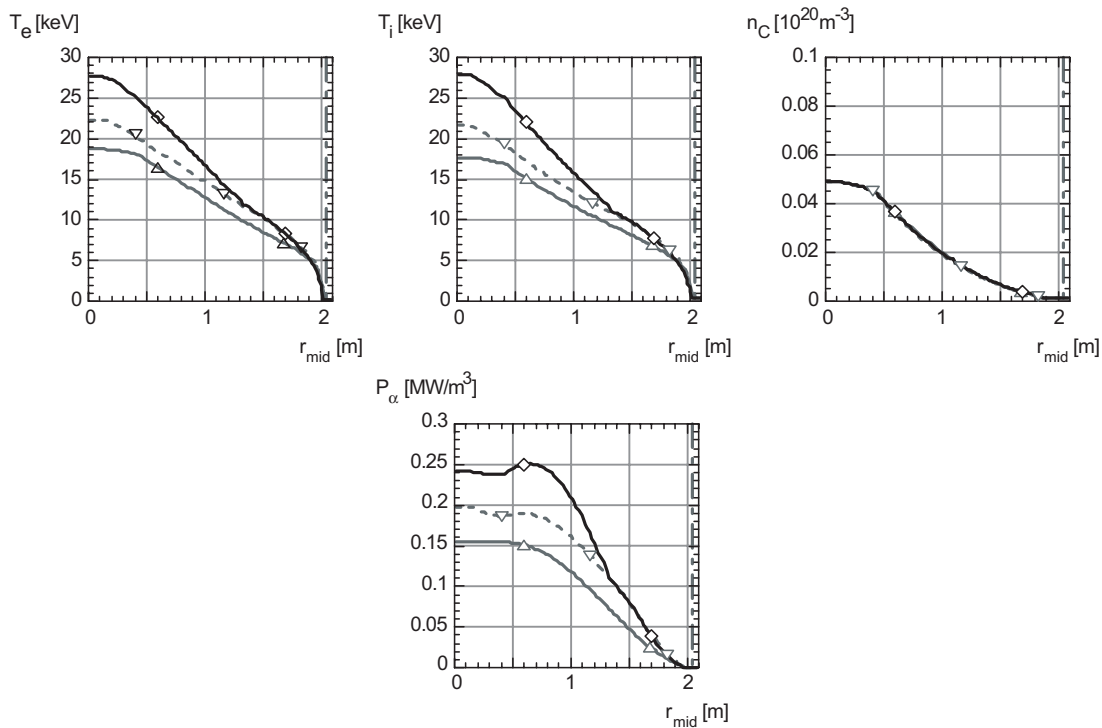 T_e [keV]
30
25
20
15
10
5
0
0 1 2
r_mid [m]
T_i [keV]
30
25
20
15
10
5
0
0 1 2
r_mid [m]
n_C [10^20 m^-3]
0.1
0.08
0.06
0.04
0.02
0
0 1 2
r_mid [m]
P_α [MW/m^3]
0.3
0.25
0.2
0.15
0.1
0.05
0
0 1 2
r_mid [m]